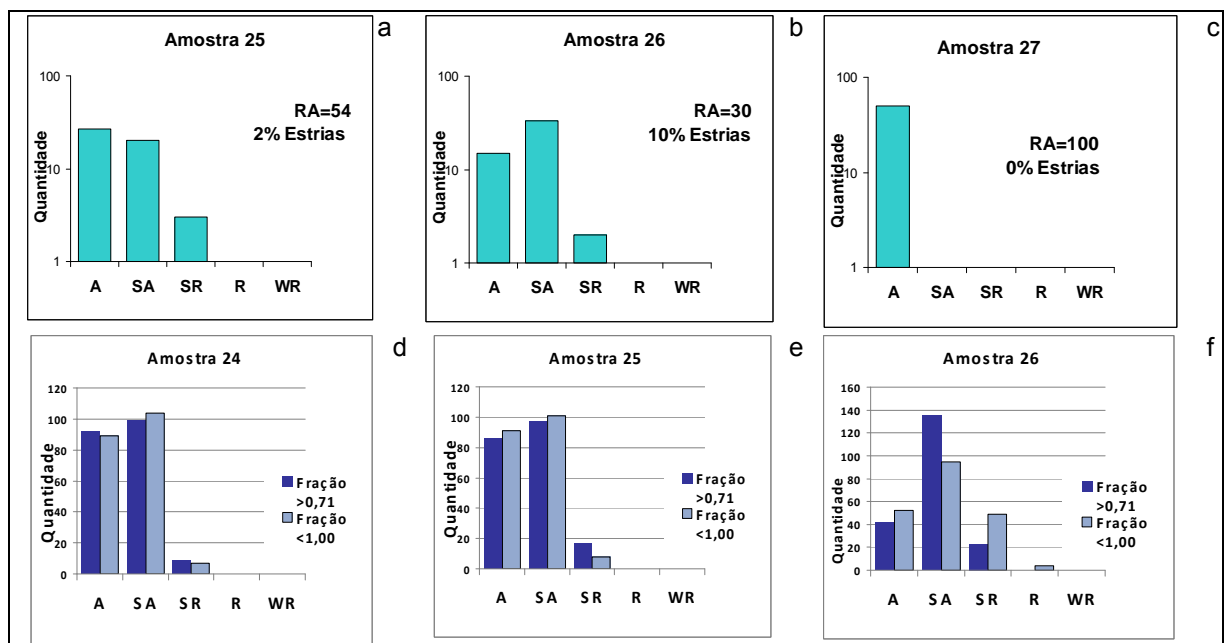 Amostra 25
a
Quantidade
100
10
1
RA=54
2% Estrias
A SA SR R WR
Amostra 26
b
Quantidade
100
10
1
RA=30
10% Estrias
A SA SR R WR
Amostra 27
c
Quantidade
100
10
1
RA=100
0% Estrias
A SA SR R WR
Amostra 24
d
Quantidade
120
100
80
60
40
20
0
Fração
>0,71
Fração
<1,00
A SA SR R WR
Amostra 25
e
Quantidade
120
100
80
60
40
20
0
Fração
>0,71
Fração
<1,00
A SA SR R WR
Amostra 26
f
Quantidade
160
140
120
100
80
60
40
20
0
Fração
>0,71
Fração
<1,00
A SA SR R WR